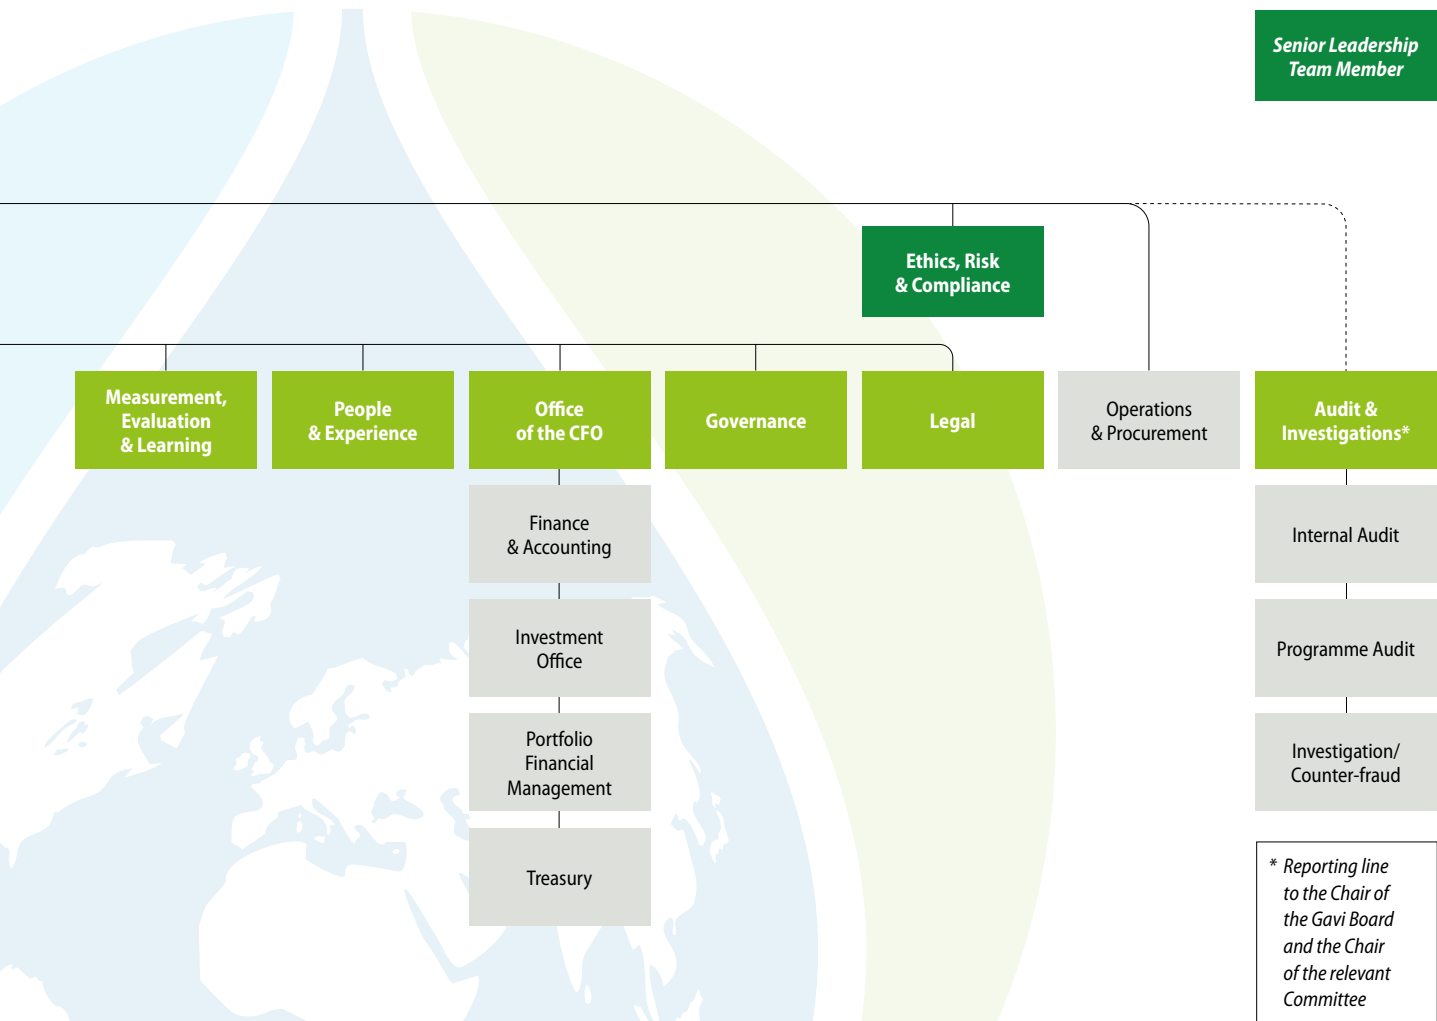 Senior Leadership
Team Member
Ethics, Risk
& Compliance
Measurement,
Evaluation
& Learning
People
& Experience
Office
of the CFO
Governance
Legal
Operations
& Procurement
Audit &
Investigations*
Finance
& Accounting
Investment
Office
Portfolio
Financial
Management
Treasury
Internal Audit
Programme Audit
Investigation/
Counter-fraud
* Reporting line
to the Chair of
the Gavi Board
and the Chair
of the relevant
Committee